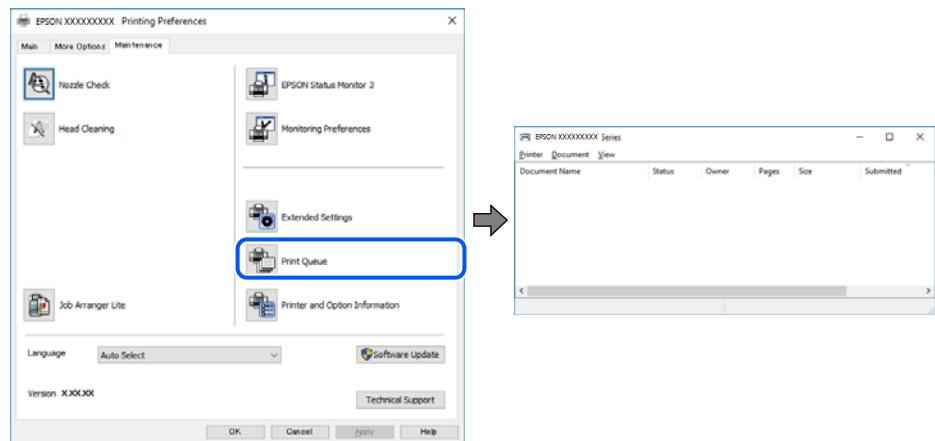 EPSON XXXXXXXXX Printing Preferences
Main More Options Maintenance
Nozzle Check
EPSON Status Monitor 3
Head Cleaning
Monitoring Preferences
Extended Settings
Print Queue
Job Arranger Lite
Printer and Option Information
Language Auto Select
Software Update
Version X.XX.XX
Technical Support
OK Cancel Apply Help
EPSON XXXXXXXXX Series
Printer Document View
Document Name Status Owner Pages Size Submitted